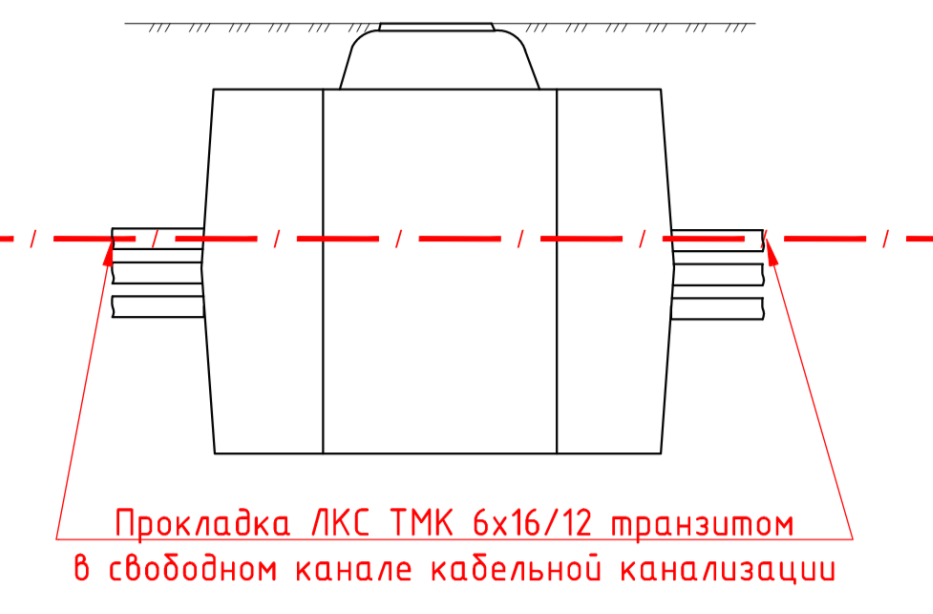 Прокладка ЛКС ТМК 6х16/12 транзитом
в свободном канале кабельной канализации